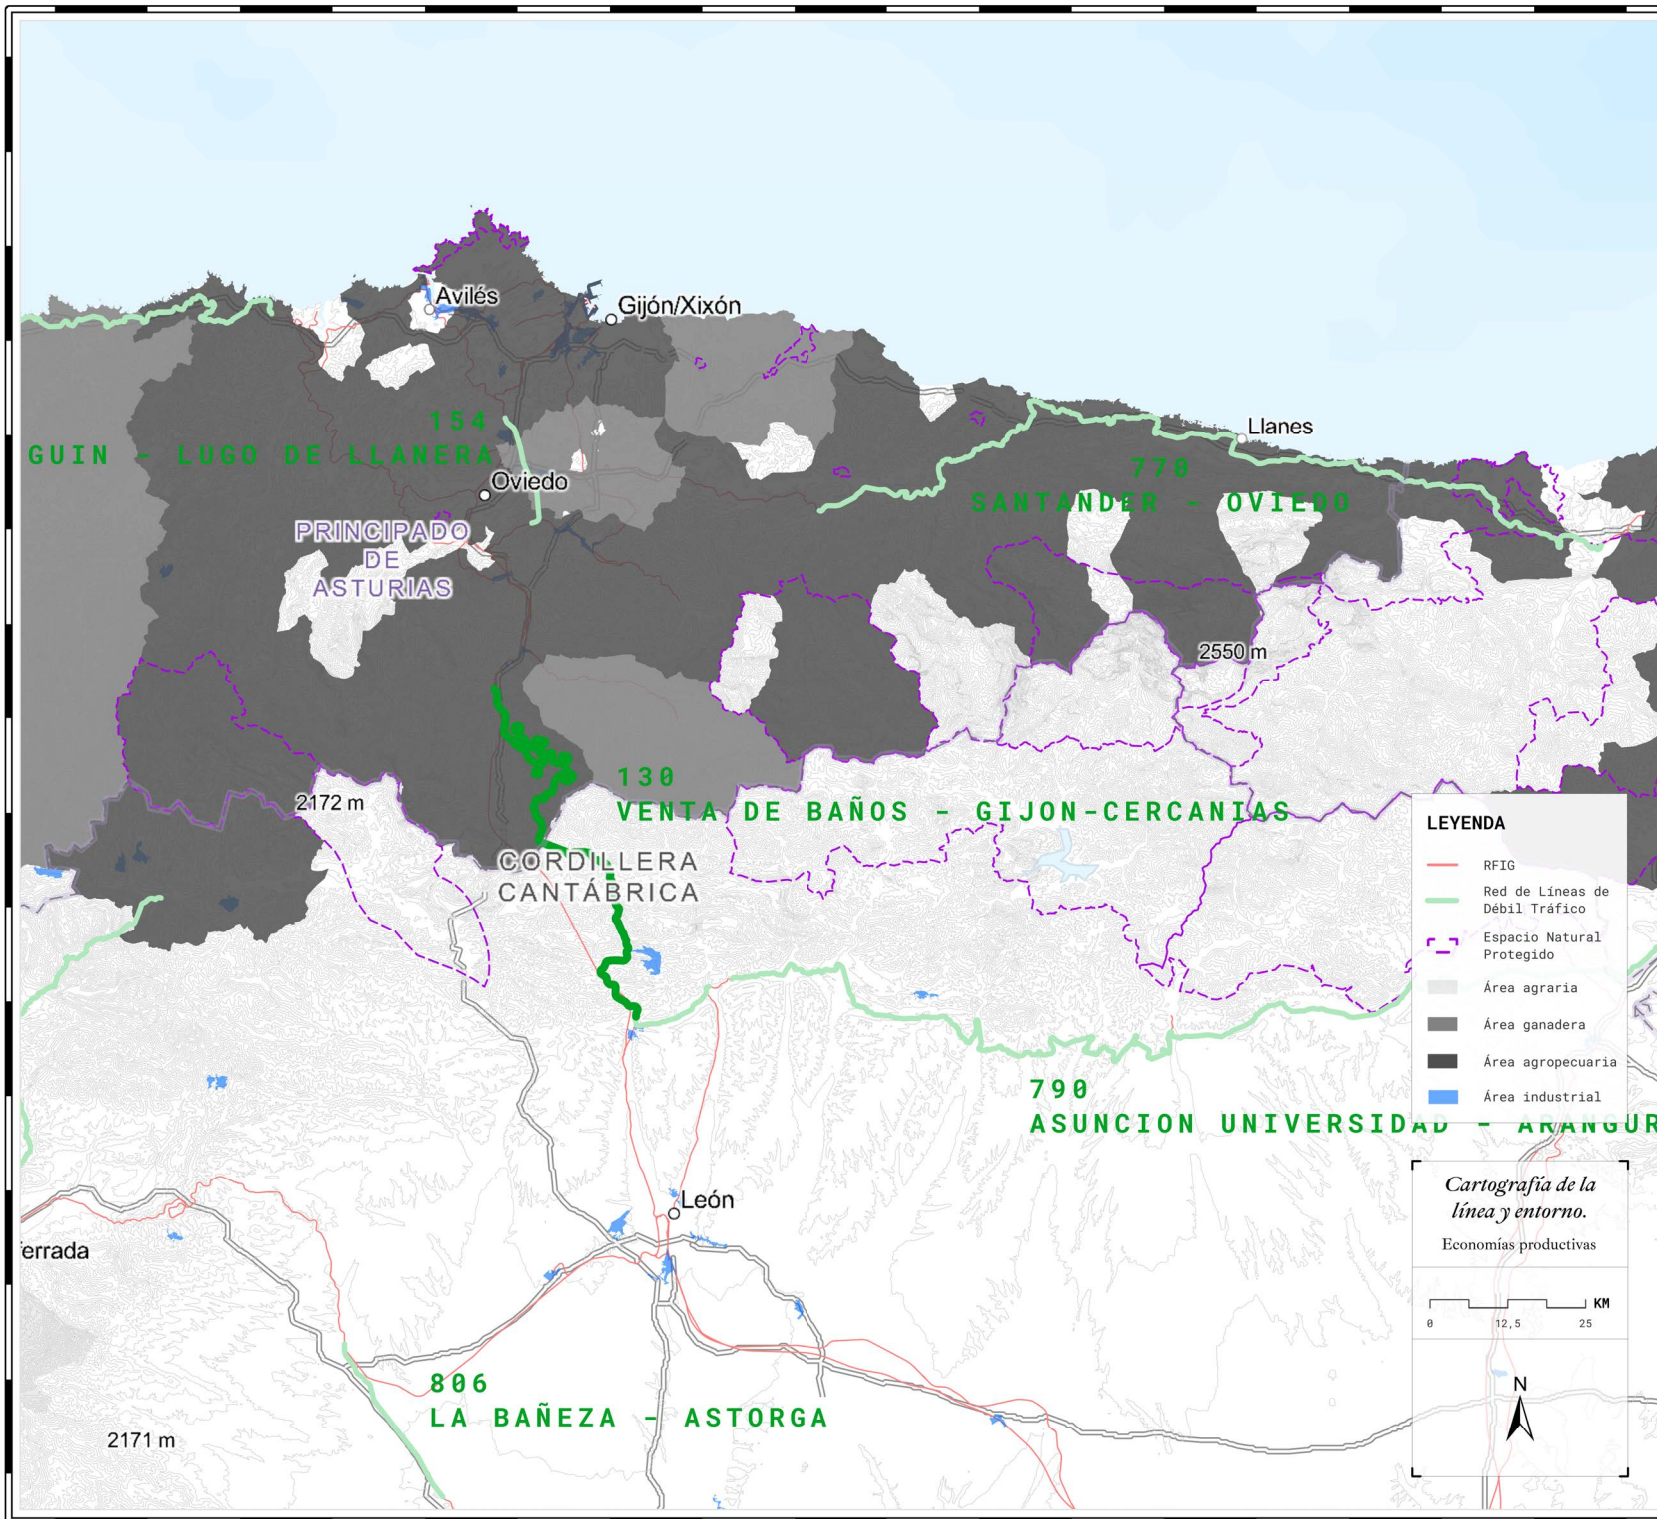 Avilés
Gijón/Xixón
154
GUIN - LUGO DE LLANERA
Llanes
770
SANTANDER - OVIEDO
Oviedo
PRINCIPADO
DE
ASTURIAS
2550 m
130
VENTA DE BAÑOS - GIJON-CERCANIAS
2172 m
CORDILLERA
CANTÁBRICA
790
ASUNCION UNIVERSIDAD - ARANGUR
León
ferrada
806
LA BAÑEZA - ASTORGA
2171 m
LEYENDA
RFIG
Red de Líneas de
Débil Tráfico
Espacio Natural
Protegido
Área agraria
Área ganadera
Área agropecuaria
Área industrial
Cartografía de la
línea y entorno.
Economías productivas
KM
0 12,5 25
N